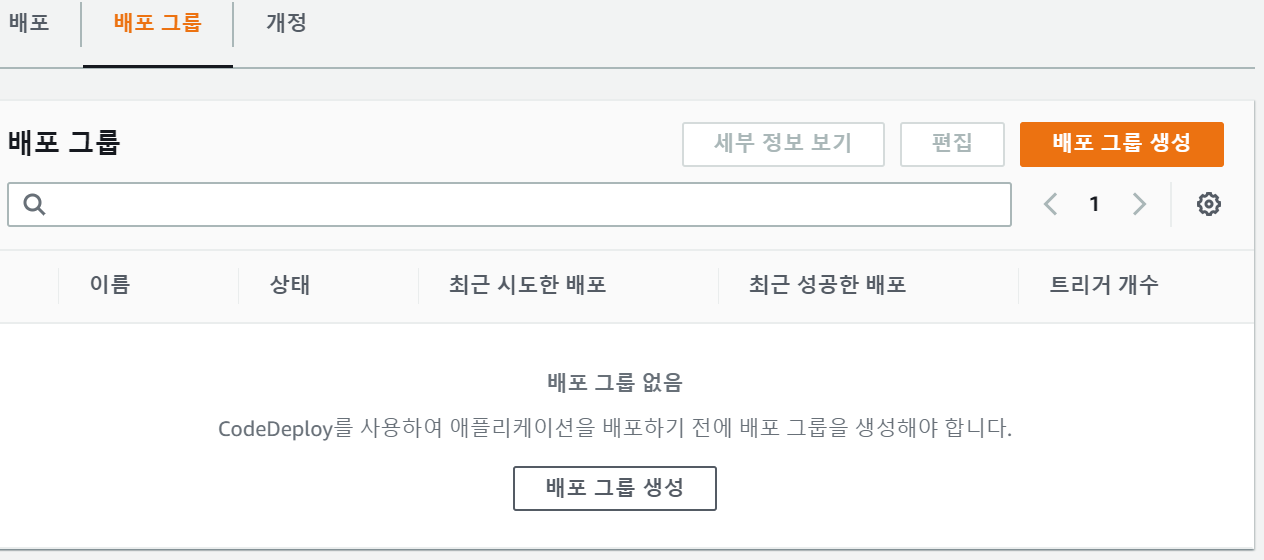 배포 배포 그룹 개정
배포 그룹 세부 정보 보기 편집 배포 그룹 생성
1
이름 상태 최근 시도한 배포 최근 성공한 배포 트리거 개수
배포 그룹 없음
CodeDeploy를 사용하여 애플리케이션을 배포하기 전에 배포 그룹을 생성해야 합니다.
배포 그룹 생성